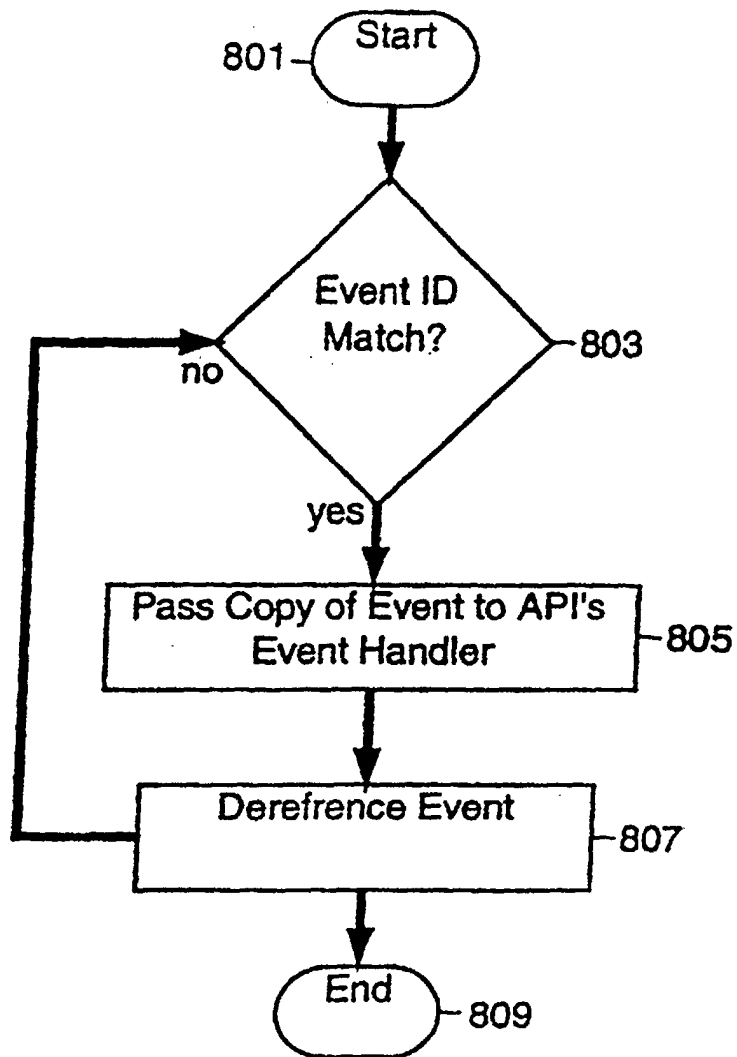 Start
801
Event ID
Match?
803
no
yes
Pass Copy of Event to API's
Event Handler
805
Derefrence Event
807
End
809